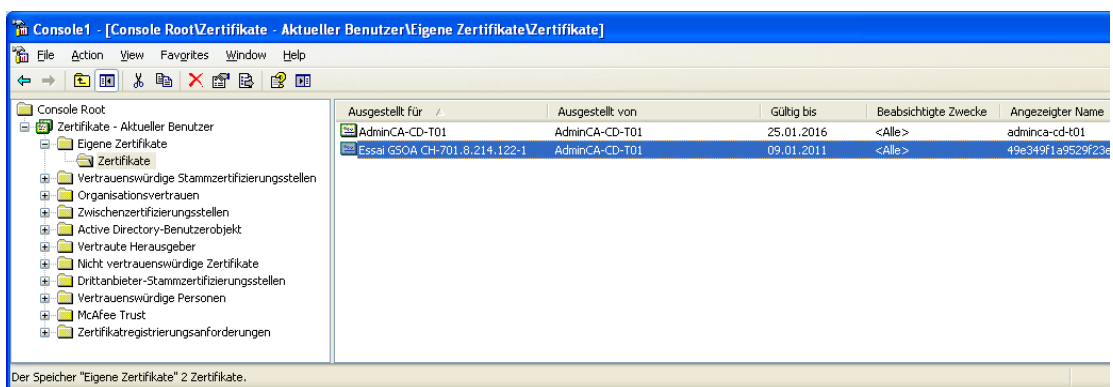 Console1 - [Console Root\Zertifikate - Aktueller Benutzer\Eigene Zertifikate\Zertifikate]
File Action View Favorites Window Help
Console Root
Zertifikate - Aktueller Benutzer
Eigene Zertifikate
Zertifikate
Vertrauenswürdige Stammzertifizierungsstellen
Organisationsvertrauen
Zwischenzertifizierungsstellen
Active Directory-Benutzerobjekt
Vertraute Herausgeber
Nicht vertrauenswürdige Zertifikate
Drittanbieter-Stammzertifizierungsstellen
Vertrauenswürdige Personen
McAfee Trust
Zertifikatregistrierungsanforderungen
Ausgestellt für Ausgestellt von Gültig bis Beabsichtigte Zwecke Angezeigter Name
AdminCA-CD-T01 AdminCA-CD-T01 25.01.2016 <Alle> adminca-cd-t01
Essai GSOA CH-701.8.214.122-1 AdminCA-CD-T01 09.01.2011 <Alle> 49e349f1a9529f23e
Der Speicher "Eigene Zertifikate" 2 Zertifikate.